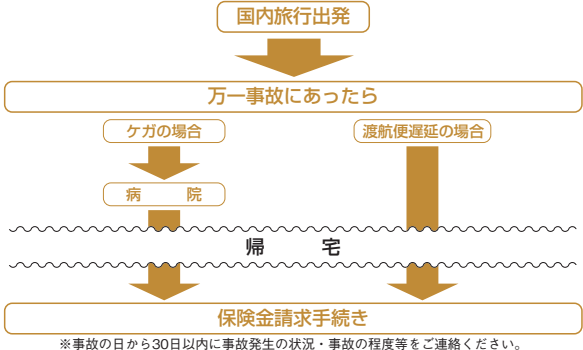 国内旅行出発
万一事故にあったら
ケガの場合
渡航便遅延の場合
病　　　院
帰　　　宅
保険金請求手続き
※事故の日から30日以内に事故発生の状況・事故の程度等をご連絡ください。